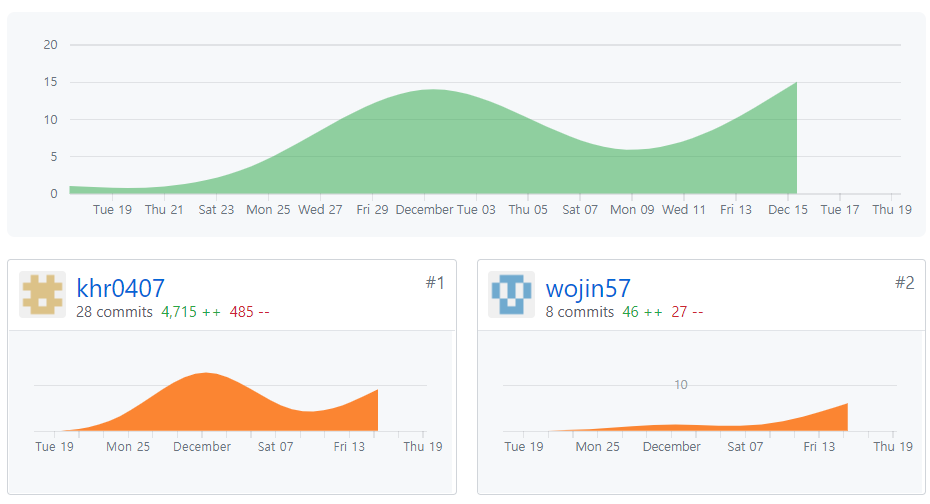 20
15
10
5
0
Tue 19 Thu 21 Sat 23 Mon 25 Wed 27 Fri 29 December Tue 03 Thu 05 Sat 07 Mon 09 Wed 11 Fri 13 Dec 15 Tue 17 Thu 19
khr0407 #1
28 commits 4,715 ++ 485 --
Tue 19 Mon 25 December Sat 07 Fri 13 Thu 19
wojin57 #2
8 commits 46 ++ 27 --
10
Tue 19 Mon 25 December Sat 07 Fri 13 Thu 19